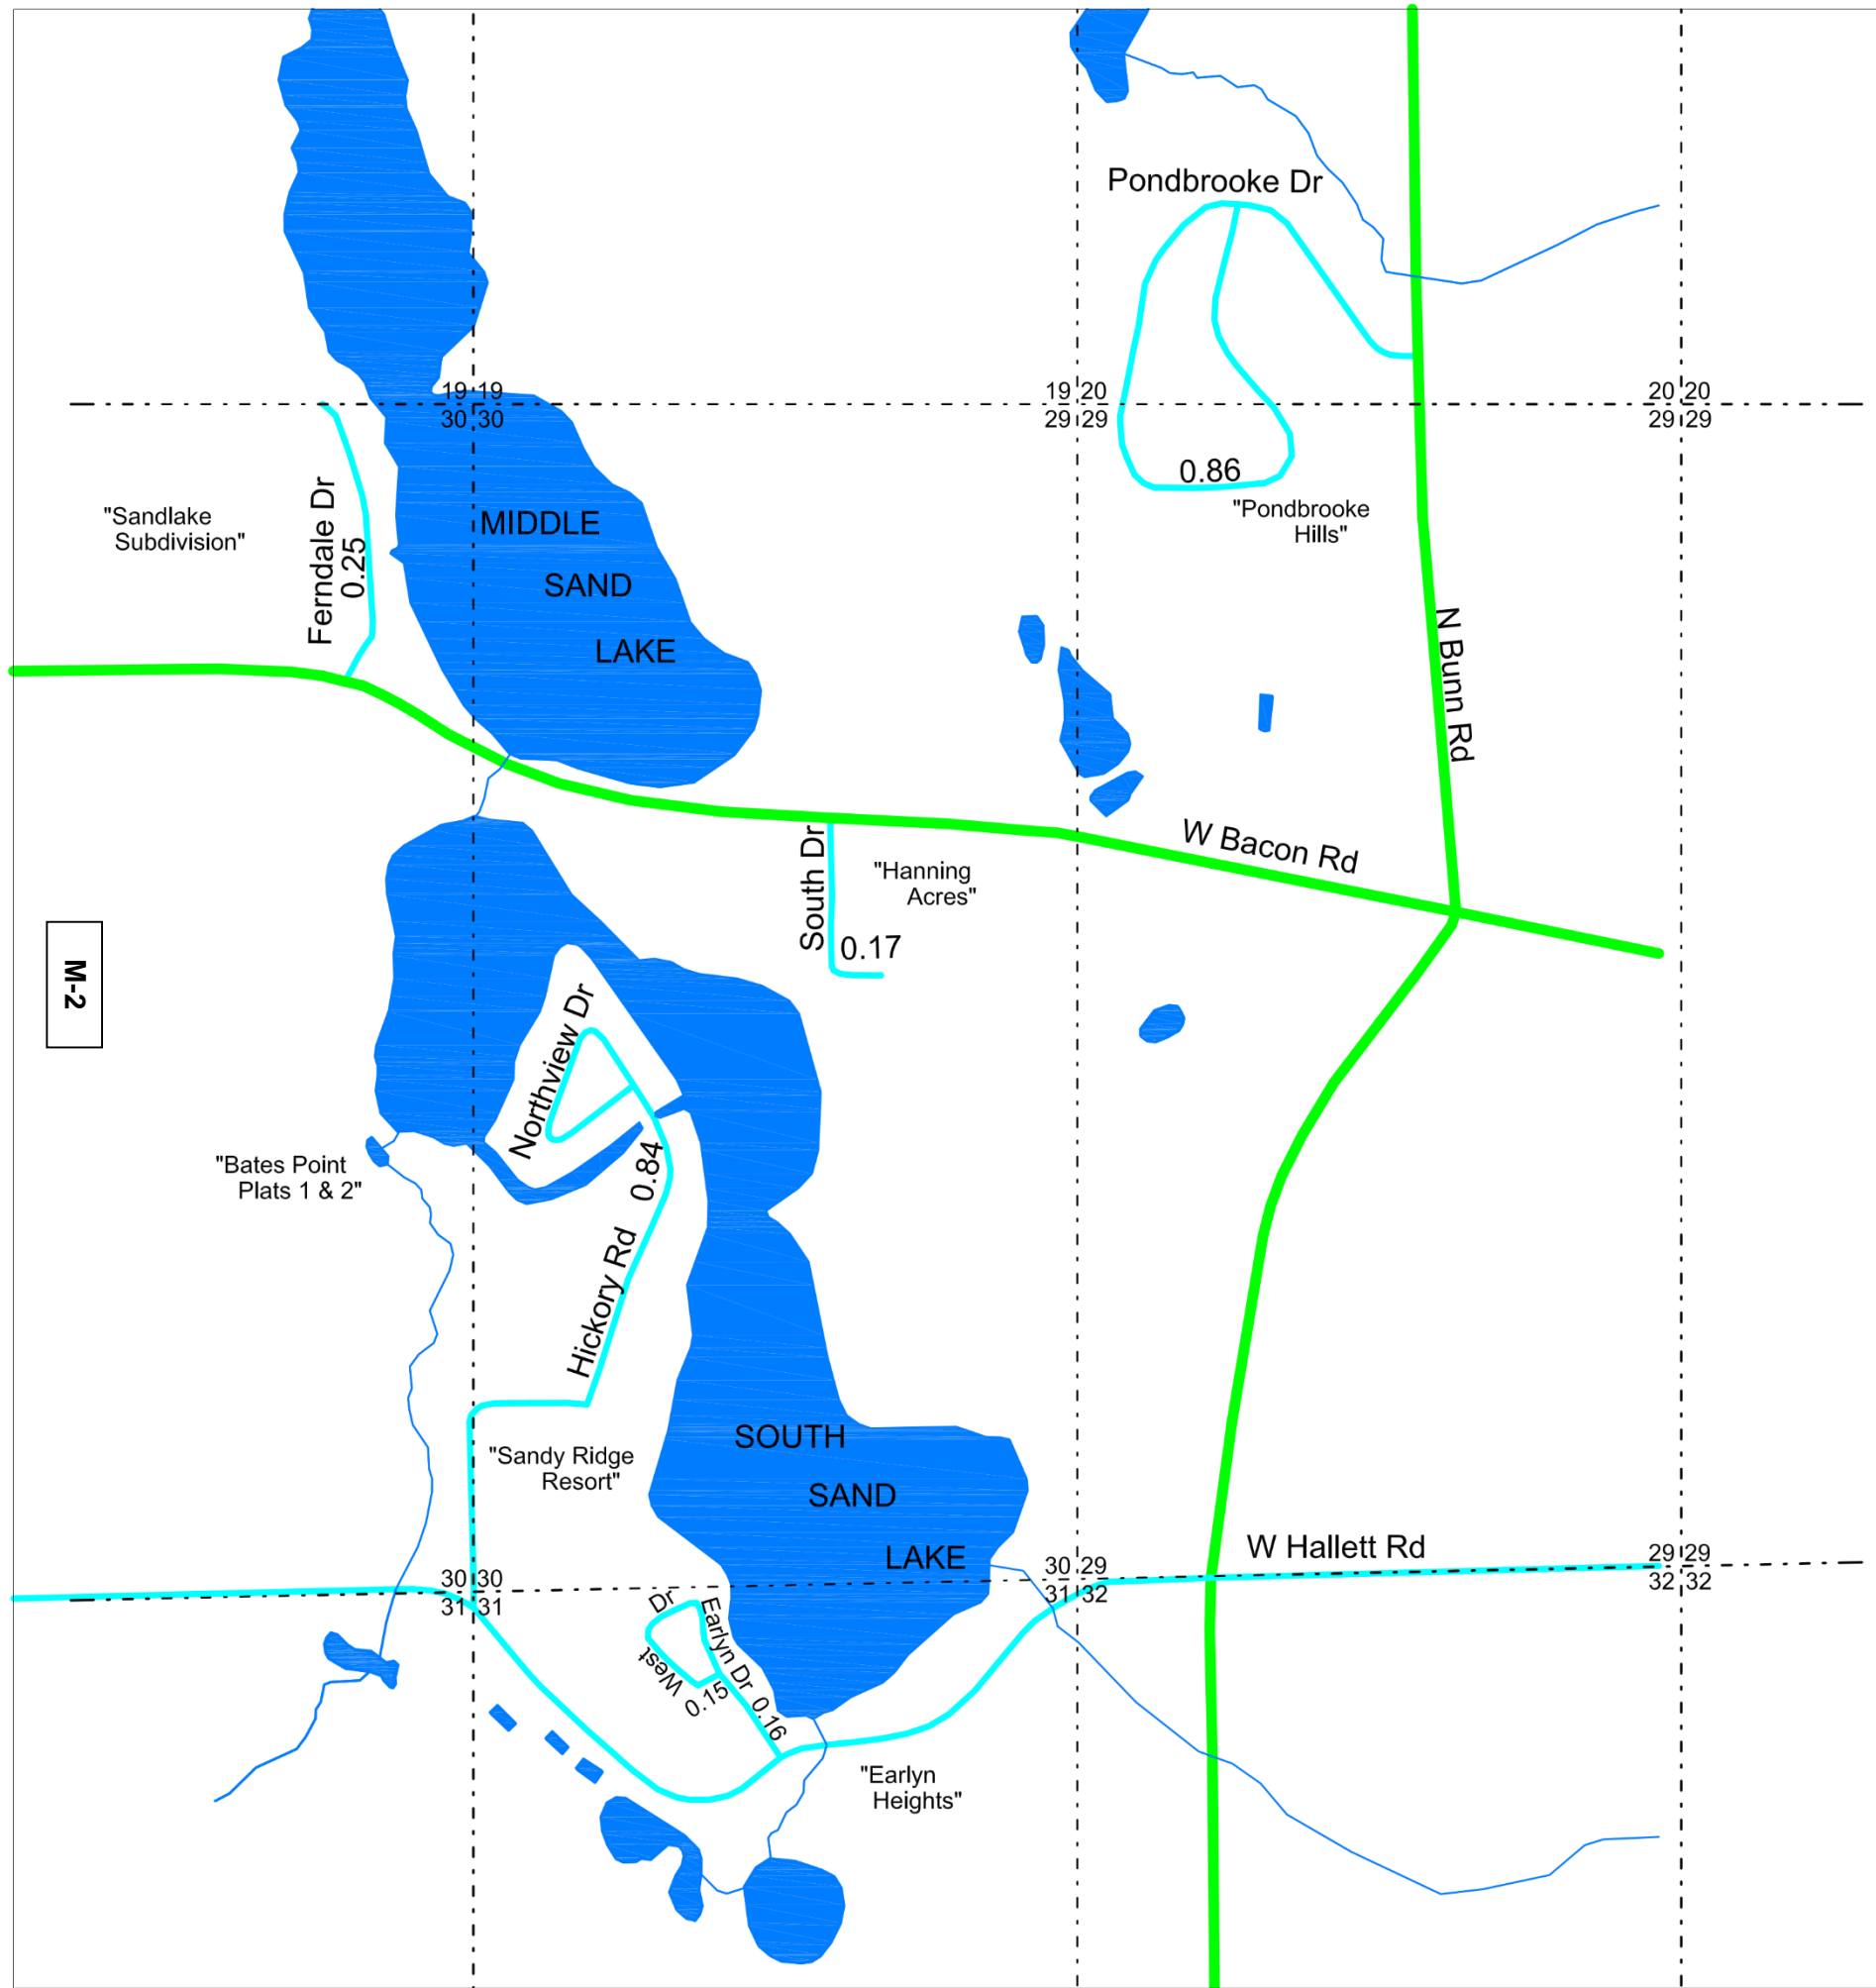 Pondbrooke Dr
19 19
30 30
19 20
29 29
20 20
29 29
0.86
"Pondbrooke
Hills"
"Sandlake
Subdivision"
Ferndale Dr
0.25
MIDDLE
SAND
LAKE
N Bunn Rd
W Bacon Rd
South Dr
"Hanning
Acres"
0.17
M-2
Northview Dr
"Bates Point
Plats 1 & 2"
0.84
Hickory Rd
"Sandy Ridge
Resort"
SOUTH
SAND
LAKE
W Hallett Rd
30 30
31 31
30 29
31 32
29 29
32 32
West Dr
0.15
Earlyn Dr 0.16
"Earlyn
Heights"